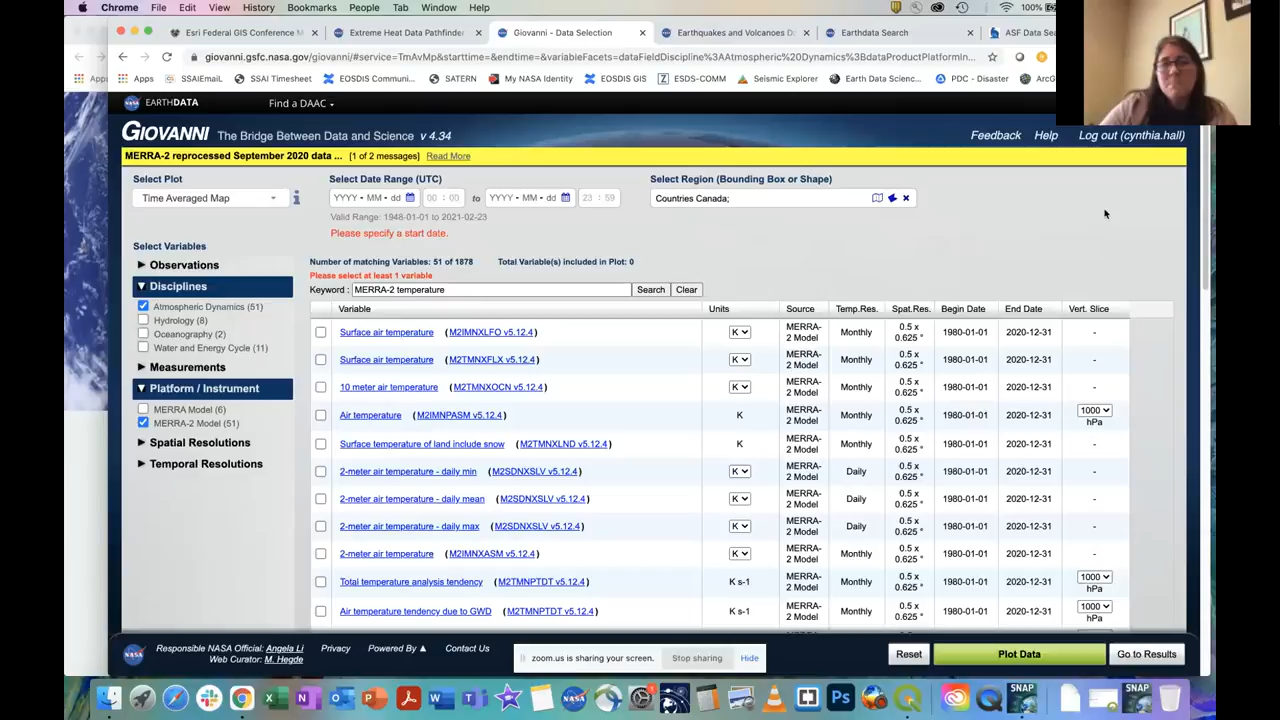 Chrome File Edit View History Bookmarks People Tab Window Help 100%
Esri Federal GIS Conference M Extreme Heat Data Pathfinder Giovanni - Data Selection Earthquakes and Volcanoes Da Earthdata Search ASF Data Sea
giovanni.gsfc.nasa.gov/giovanni/#service=TmAvMp&starttime=&endtime=&variableFacets=dataFieldDiscipline%3AAtmospheric%20Dynamics%3BdataProductPlatformIn...
Apps Apps SSAIEmail SSAI Timesheet EOSDIS Communi... SATERN My NASA Identity EOSDIS GIS ESDS-COMM Seismic Explorer Earth Data Scienc... PDC - Disaster ArcG
EARTHDATA Find a DAAC
GIOVANNI The Bridge Between Data and Science v 4.34 Feedback Help Log out (cynthia.hall)
MERRA-2 reprocessed September 2020 data ... [1 of 2 messages] Read More
Select Plot Select Date Range (UTC) Select Region (Bounding Box or Shape)
Time Averaged Map YYYY - MM - dd 00 : 00 to YYYY - MM - dd 23 : 59 Countries Canada;
Valid Range: 1948-01-01 to 2021-02-23
Please specify a start date.
Select Variables
Number of matching Variables: 51 of 1878 Total Variable(s) included in Plot: 0
Please select at least 1 variable
Keyword : MERRA-2 temperature Search Clear
Observations
Disciplines
Atmospheric Dynamics (51)
Hydrology (8)
Oceanography (2)
Water and Energy Cycle (11)
Measurements
Platform / Instrument
MERRA Model (6)
MERRA-2 Model (51)
Spatial Resolutions
Temporal Resolutions
Variable Units Source Temp.Res. Spat.Res. Begin Date End Date Vert. Slice
Surface air temperature (M2IMNXLFO v5.12.4) K MERRA-2 Model Monthly 0.5 x 0.625 ° 1980-01-01 2020-12-31 -
Surface air temperature (M2TMNXFLX v5.12.4) K MERRA-2 Model Monthly 0.5 x 0.625 ° 1980-01-01 2020-12-31 -
10 meter air temperature (M2TMNXOCN v5.12.4) K MERRA-2 Model Monthly 0.5 x 0.625 ° 1980-01-01 2020-12-31 -
Air temperature (M2IMNPASM v5.12.4) K MERRA-2 Model Monthly 0.5 x 0.625 ° 1980-01-01 2020-12-31 1000 hPa
Surface temperature of land include snow (M2TMNXLND v5.12.4) K MERRA-2 Model Monthly 0.5 x 0.625 ° 1980-01-01 2020-12-31 -
2-meter air temperature - daily min (M2SDNXSLV v5.12.4) K MERRA-2 Model Daily 0.5 x 0.625 ° 1980-01-01 2020-12-31 -
2-meter air temperature - daily mean (M2SDNXSLV v5.12.4) K MERRA-2 Model Daily 0.5 x 0.625 ° 1980-01-01 2020-12-31 -
2-meter air temperature - daily max (M2SDNXSLV v5.12.4) K MERRA-2 Model Daily 0.5 x 0.625 ° 1980-01-01 2020-12-31 -
2-meter air temperature (M2IMNXASM v5.12.4) K MERRA-2 Model Monthly 0.5 x 0.625 ° 1980-01-01 2020-12-31 -
Total temperature analysis tendency (M2TMNPTDT v5.12.4) K s-1 MERRA-2 Model Monthly 0.5 x 0.625 ° 1980-01-01 2020-12-31 1000 hPa
Air temperature tendency due to GWD (M2TMNPTDT v5.12.4) K s-1 MERRA-2 Model Monthly 0.5 x 0.625 ° 1980-01-01 2020-12-31 1000 hPa
Responsible NASA Official: Angela Li Privacy Powered By Contact Us
Web Curator: M. Hegde
zoom.us is sharing your screen. Stop sharing Hide
Reset Plot Data Go to Results
SNAP SNAP